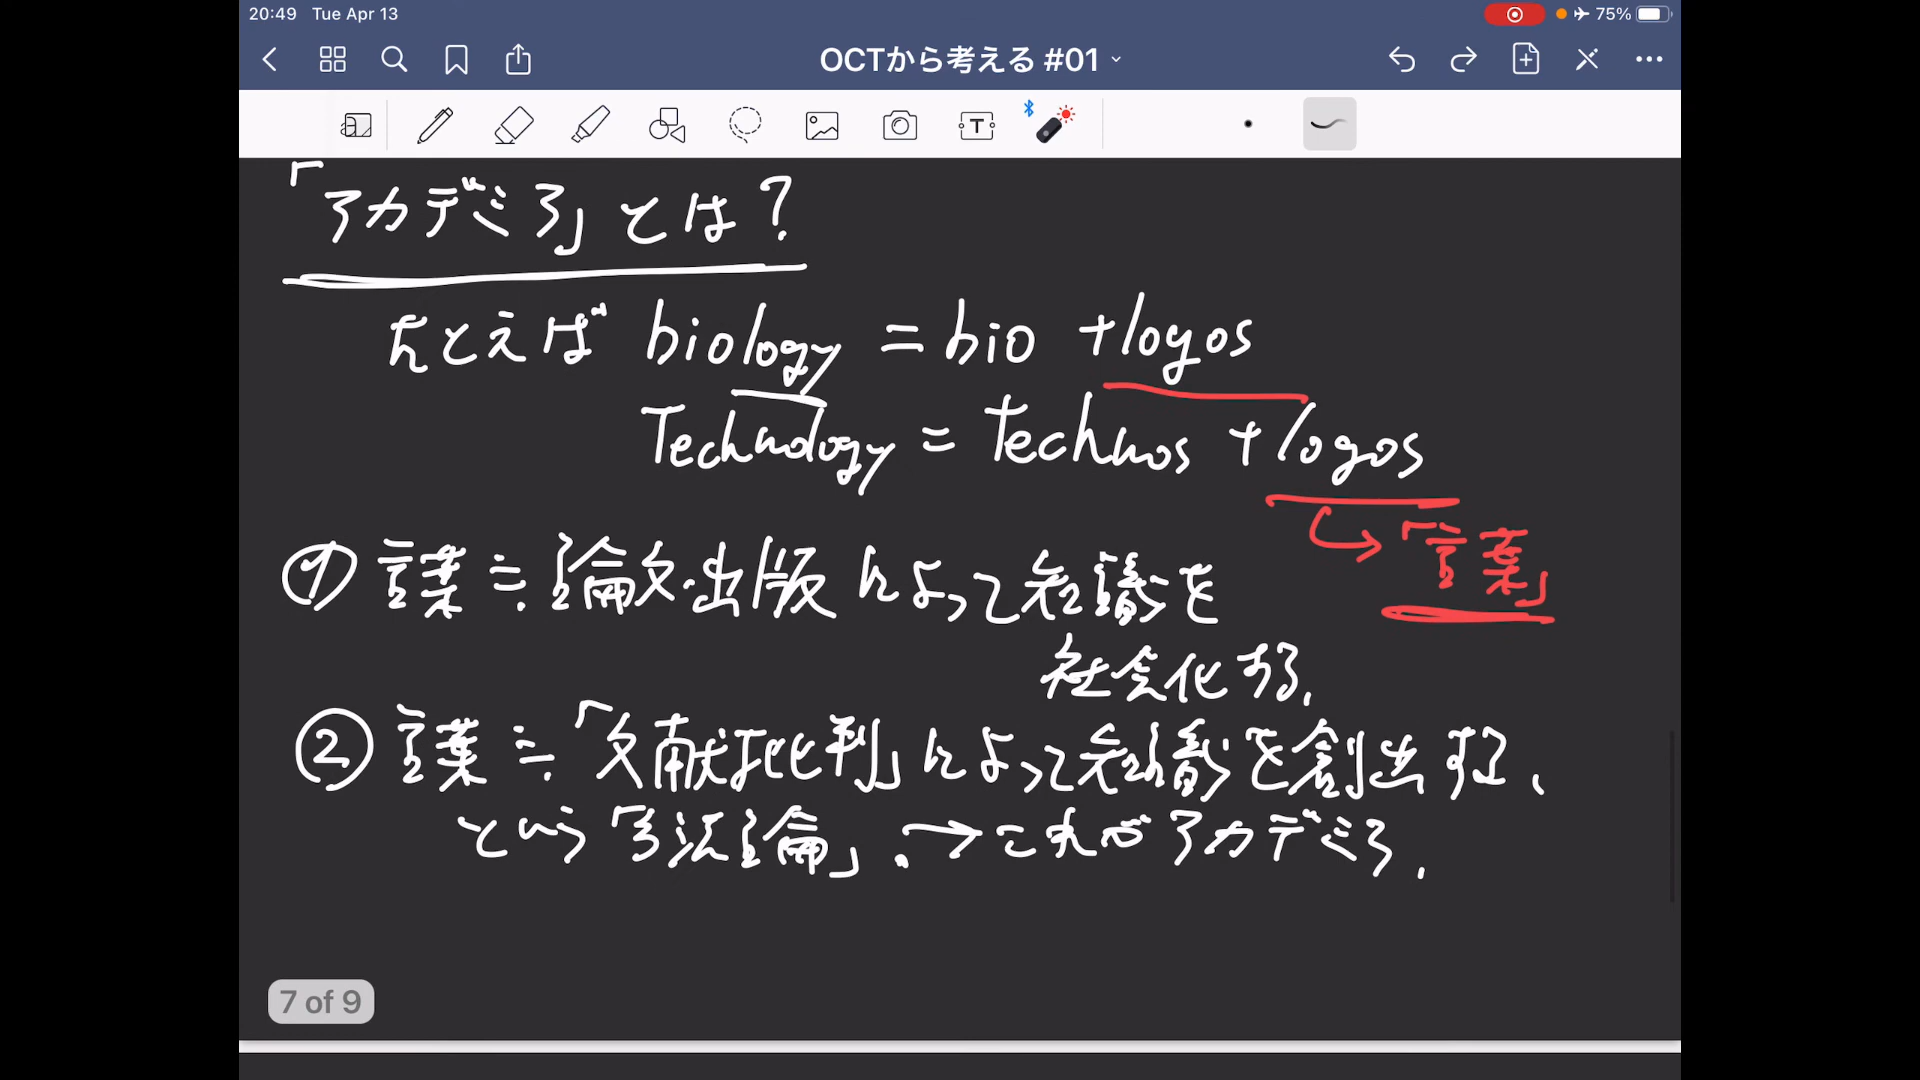 20:49 Tue Apr 13 75%
OCTから考える #01
「アカデミア」とは?
たとえば biology = bio + logos
Technology = technos + logos
→「言葉」
① 言葉 ≒ 論文・出版によって知識を
社会化する.
② 言葉 ≒ 「文献批判」によって知識を創出する、
という「方法論」. → これがアカデミア.
7 of 9